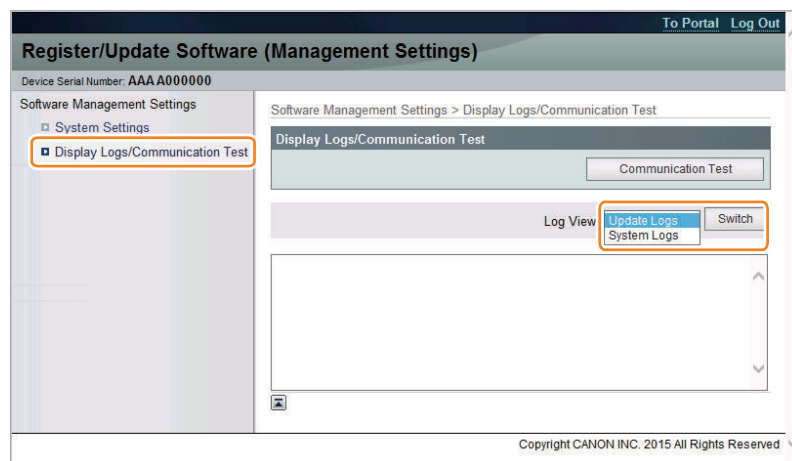 To Portal Log Out
Register/Update Software (Management Settings)
Device Serial Number: AAAA000000
Software Management Settings
System Settings
Display Logs/Communication Test
Software Management Settings > Display Logs/Communication Test
Display Logs/Communication Test
Communication Test
Log View
Update Logs
System Logs
Switch
Copyright CANON INC. 2015 All Rights Reserved